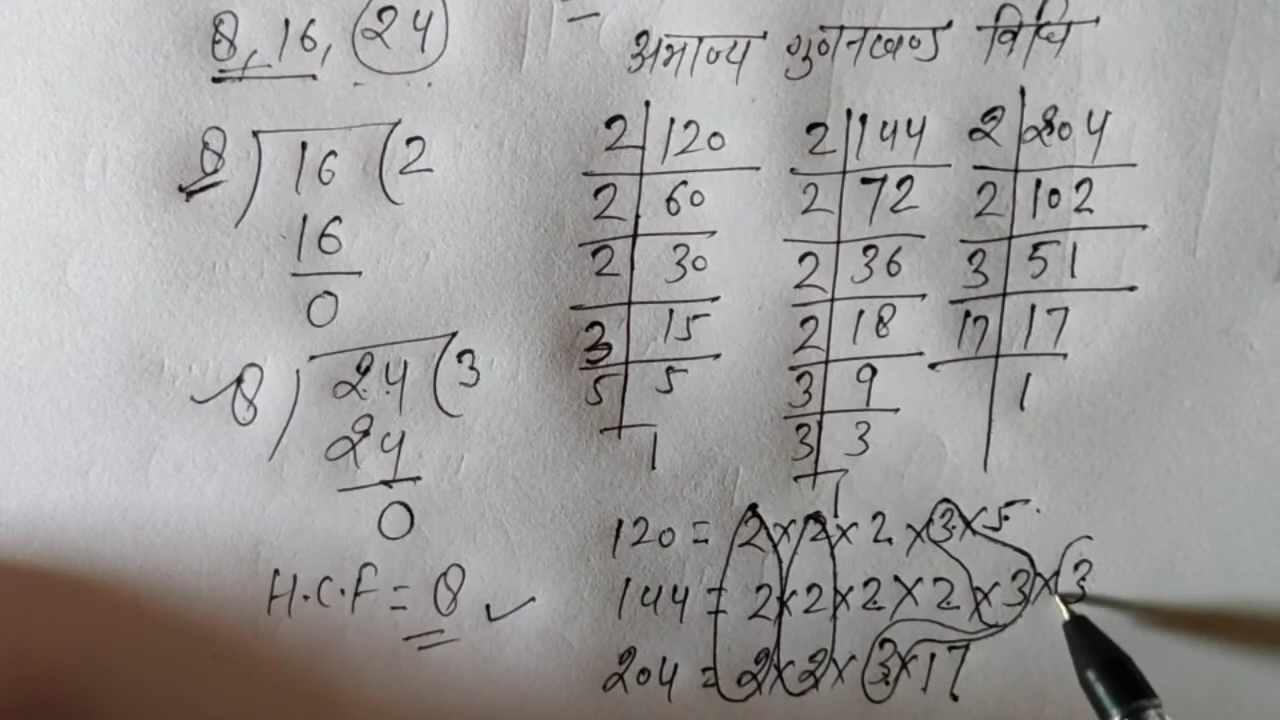 8, 16, 24
8 ) 16 ( 2
16
0
8 ) 24 ( 3
24
0
H.C.F = 8 ✓
अभाज्य गुणनखण्ड विधि
2 | 120
2 | 60
2 | 30
3 | 15
5 | 5
1
2 | 144
2 | 72
2 | 36
2 | 18
3 | 9
3 | 3
1
2 | 204
2 | 102
3 | 51
17 | 17
1
120 = 2 × 2 × 2 × 3 × 5
144 = 2 × 2 × 2 × 2 × 3 × 3
204 = 2 × 2 × 3 × 17